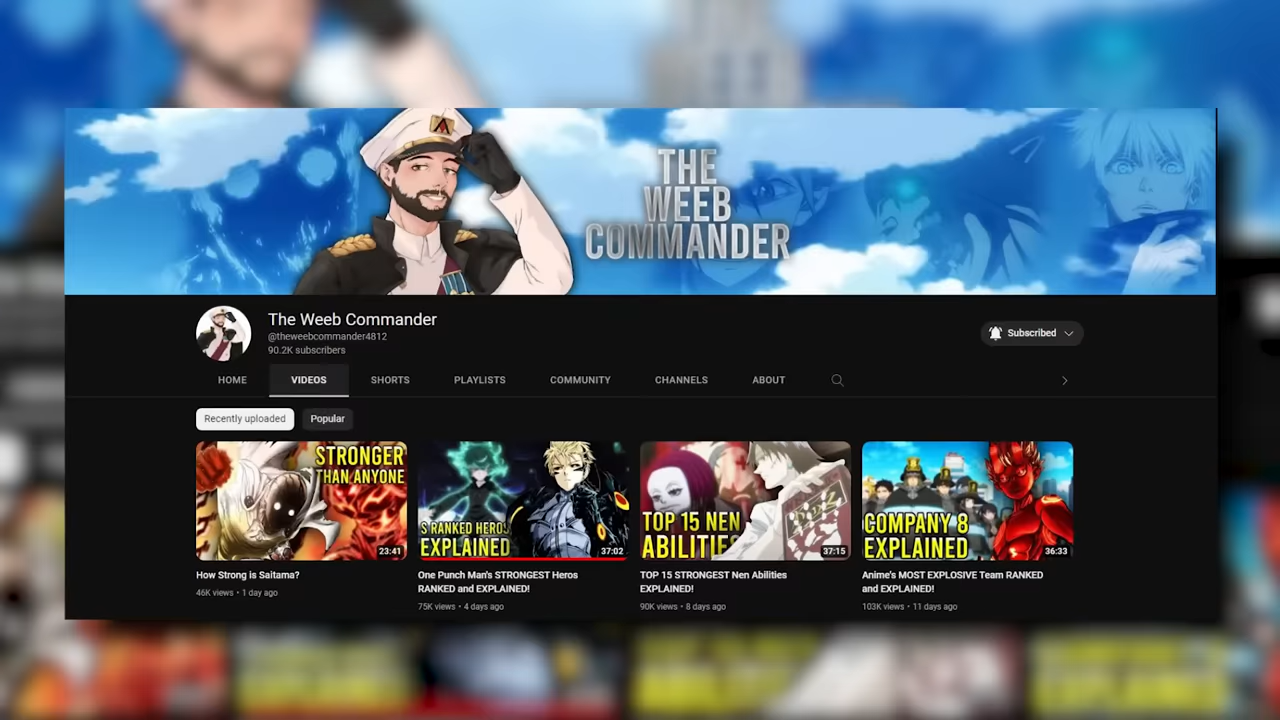 THE
WEEB
COMMANDER
The Weeb Commander
@theweebcommander4812
90.2K subscribers
Subscribed
HOME VIDEOS SHORTS PLAYLISTS COMMUNITY CHANNELS ABOUT
Recently uploaded Popular
STRONGER
THAN ANYONE
23:41
S RANKED HEROS
EXPLAINED
37:02
TOP 15 NEN
ABILITIES
37:15
COMPANY 8
EXPLAINED
36:33
How Strong is Saitama?
46K views • 1 day ago
One Punch Man's STRONGEST Heros
RANKED and EXPLAINED!
75K views • 4 days ago
TOP 15 STRONGEST Nen Abilities
EXPLAINED!
90K views • 8 days ago
Anime's MOST EXPLOSIVE Team RANKED
and EXPLAINED!
103K views • 11 days ago